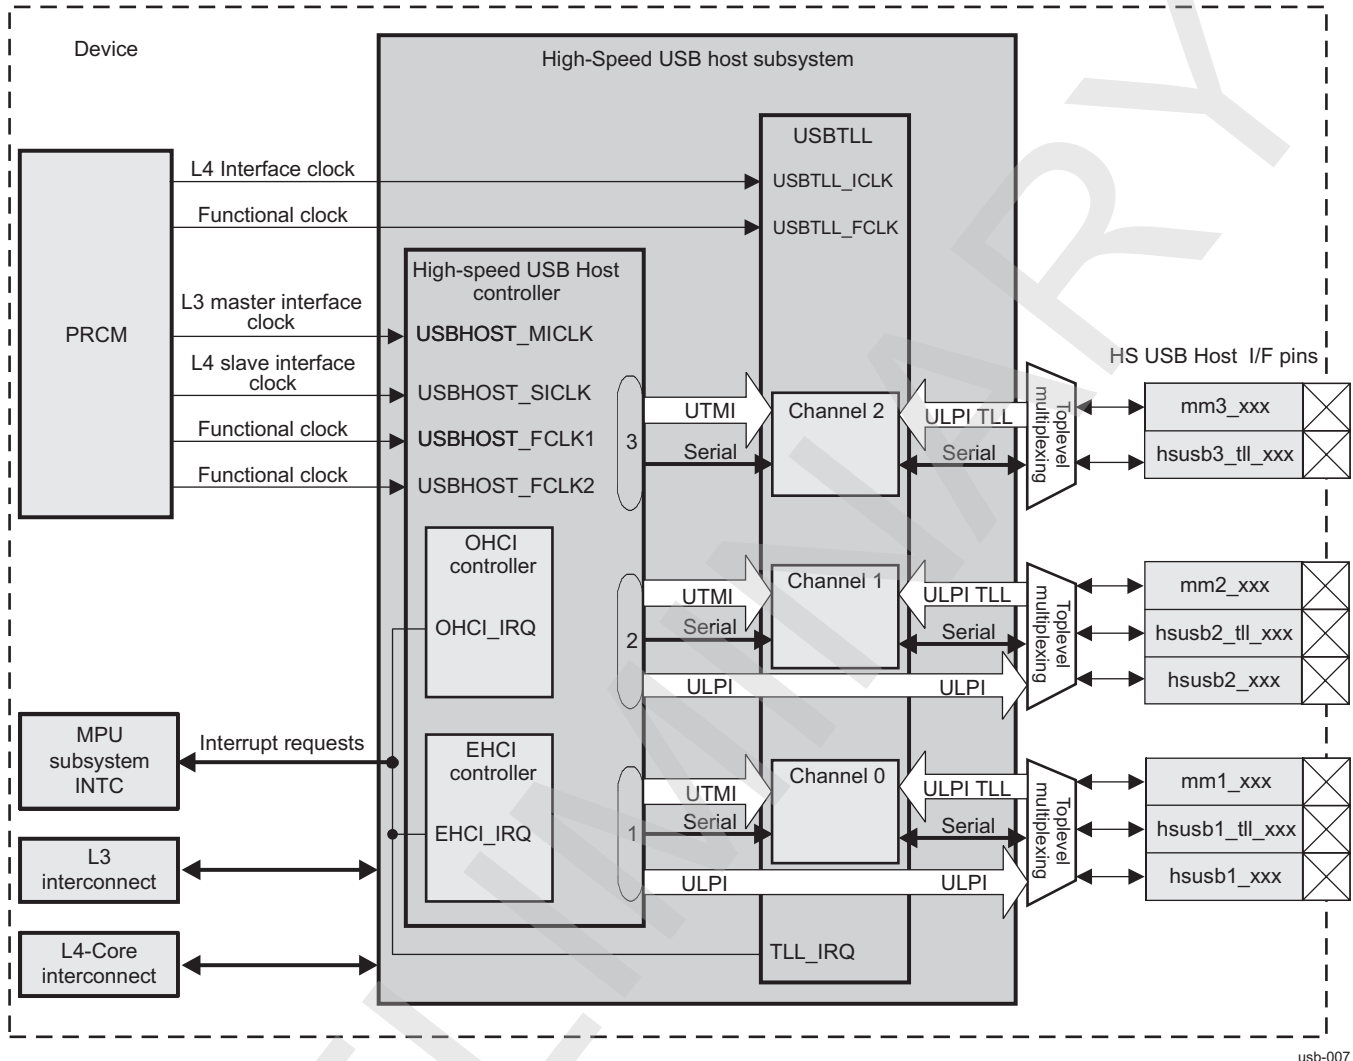 Device
High-Speed USB host subsystem
USBTLL
L4 Interface clock
USBTLL_ICLK
Functional clock
USBTLL_FCLK
High-speed USB Host
controller
L3 master interface
clock
USBHOST_MICLK
PRCM
L4 slave interface
clock
USBHOST_SICLK
Functional clock
USBHOST_FCLK1
Functional clock
USBHOST_FCLK2
3
UTMI
Serial
Channel 2
ULPI TLL
Serial
Toplevel
multiplexing
HS USB Host I/F pins
mm3_xxx
hsusb3_tll_xxx
OHCI
controller
OHCI_IRQ
2
UTMI
Serial
ULPI
Channel 1
ULPI TLL
Serial
ULPI
Toplevel
multiplexing
mm2_xxx
hsusb2_tll_xxx
hsusb2_xxx
MPU
subsystem
INTC
Interrupt requests
EHCI
controller
EHCI_IRQ
1
UTMI
Serial
ULPI
Channel 0
ULPI TLL
Serial
ULPI
Toplevel
multiplexing
mm1_xxx
hsusb1_tll_xxx
hsusb1_xxx
L3
interconnect
L4-Core
interconnect
TLL_IRQ
usb-007